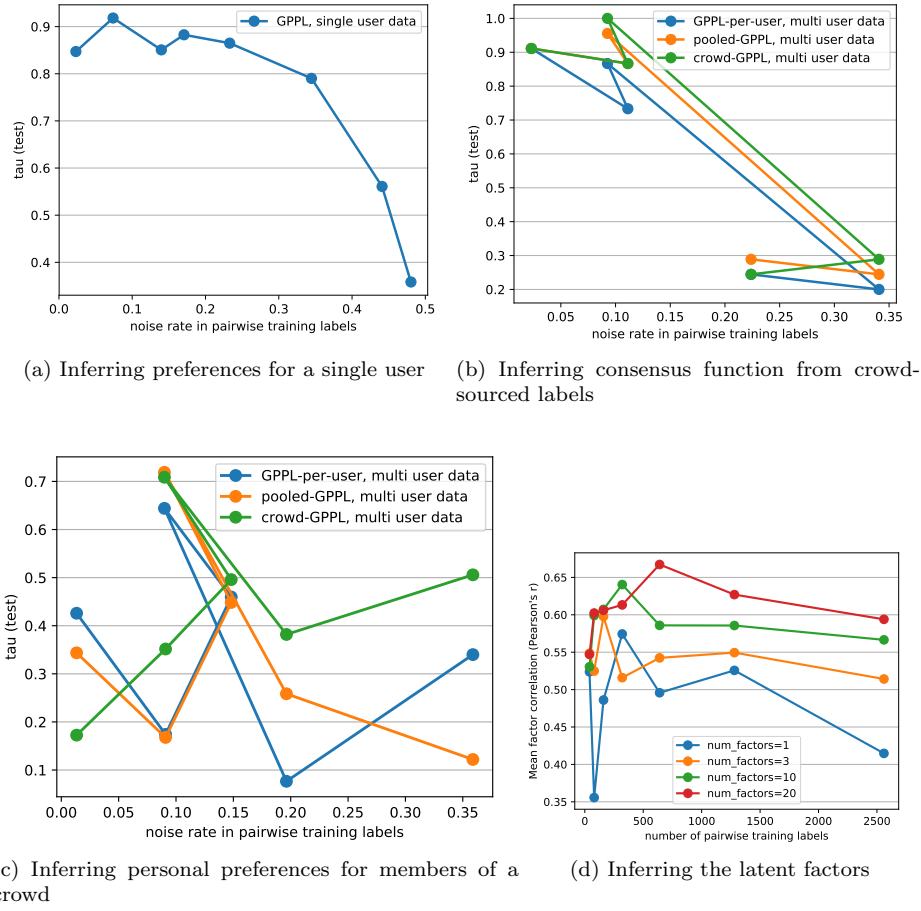 GPPL, single user data
0.9
0.8
0.7
0.6
0.5
0.4
tau (test)
0.0 0.1 0.2 0.3 0.4 0.5
noise rate in pairwise training labels
(a) Inferring preferences for a single user
GPPL-per-user, multi user data
pooled-GPPL, multi user data
crowd-GPPL, multi user data
1.0
0.9
0.8
0.7
0.6
0.5
0.4
0.3
0.2
tau (test)
0.05 0.10 0.15 0.20 0.25 0.30 0.35
noise rate in pairwise training labels
(b) Inferring consensus function from crowd-
sourced labels
GPPL-per-user, multi user data
pooled-GPPL, multi user data
crowd-GPPL, multi user data
0.7
0.6
0.5
0.4
0.3
0.2
0.1
tau (test)
0.00 0.05 0.10 0.15 0.20 0.25 0.30 0.35
noise rate in pairwise training labels
c) Inferring personal preferences for members of a
crowd
0.65
0.60
0.55
0.50
0.45
0.40
0.35
Mean factor correlation (Pearson's r)
num_factors=1
num_factors=3
num_factors=10
num_factors=20
0 500 1000 1500 2000 2500
number of pairwise training labels
(d) Inferring the latent factors